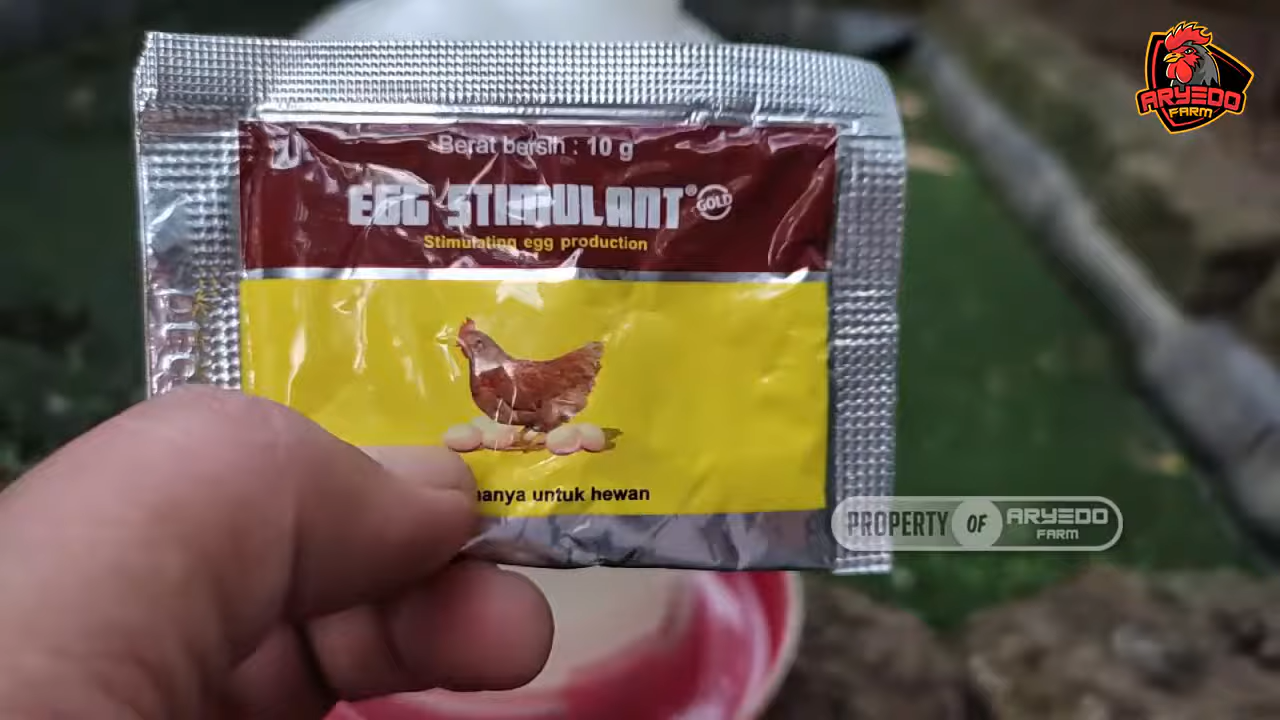 Berat bersih : 10 g
EGG STIMULANT® GOLD
Stimulating egg production
hanya untuk hewan
ARYEDO
FARM
PROPERTY OF ARYEDO
FARM